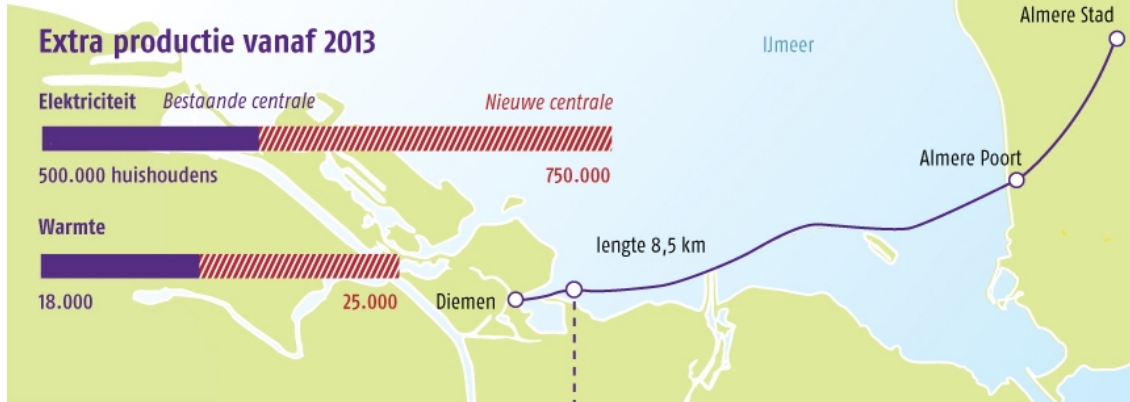 Extra productie vanaf 2013
Elektriciteit Bestaande centrale Nieuwe centrale
500.000 huishoudens 750.000
Warmte
18.000 25.000
IJmeer
Almere Stad
Almere Poort
lengte 8,5 km
Diemen